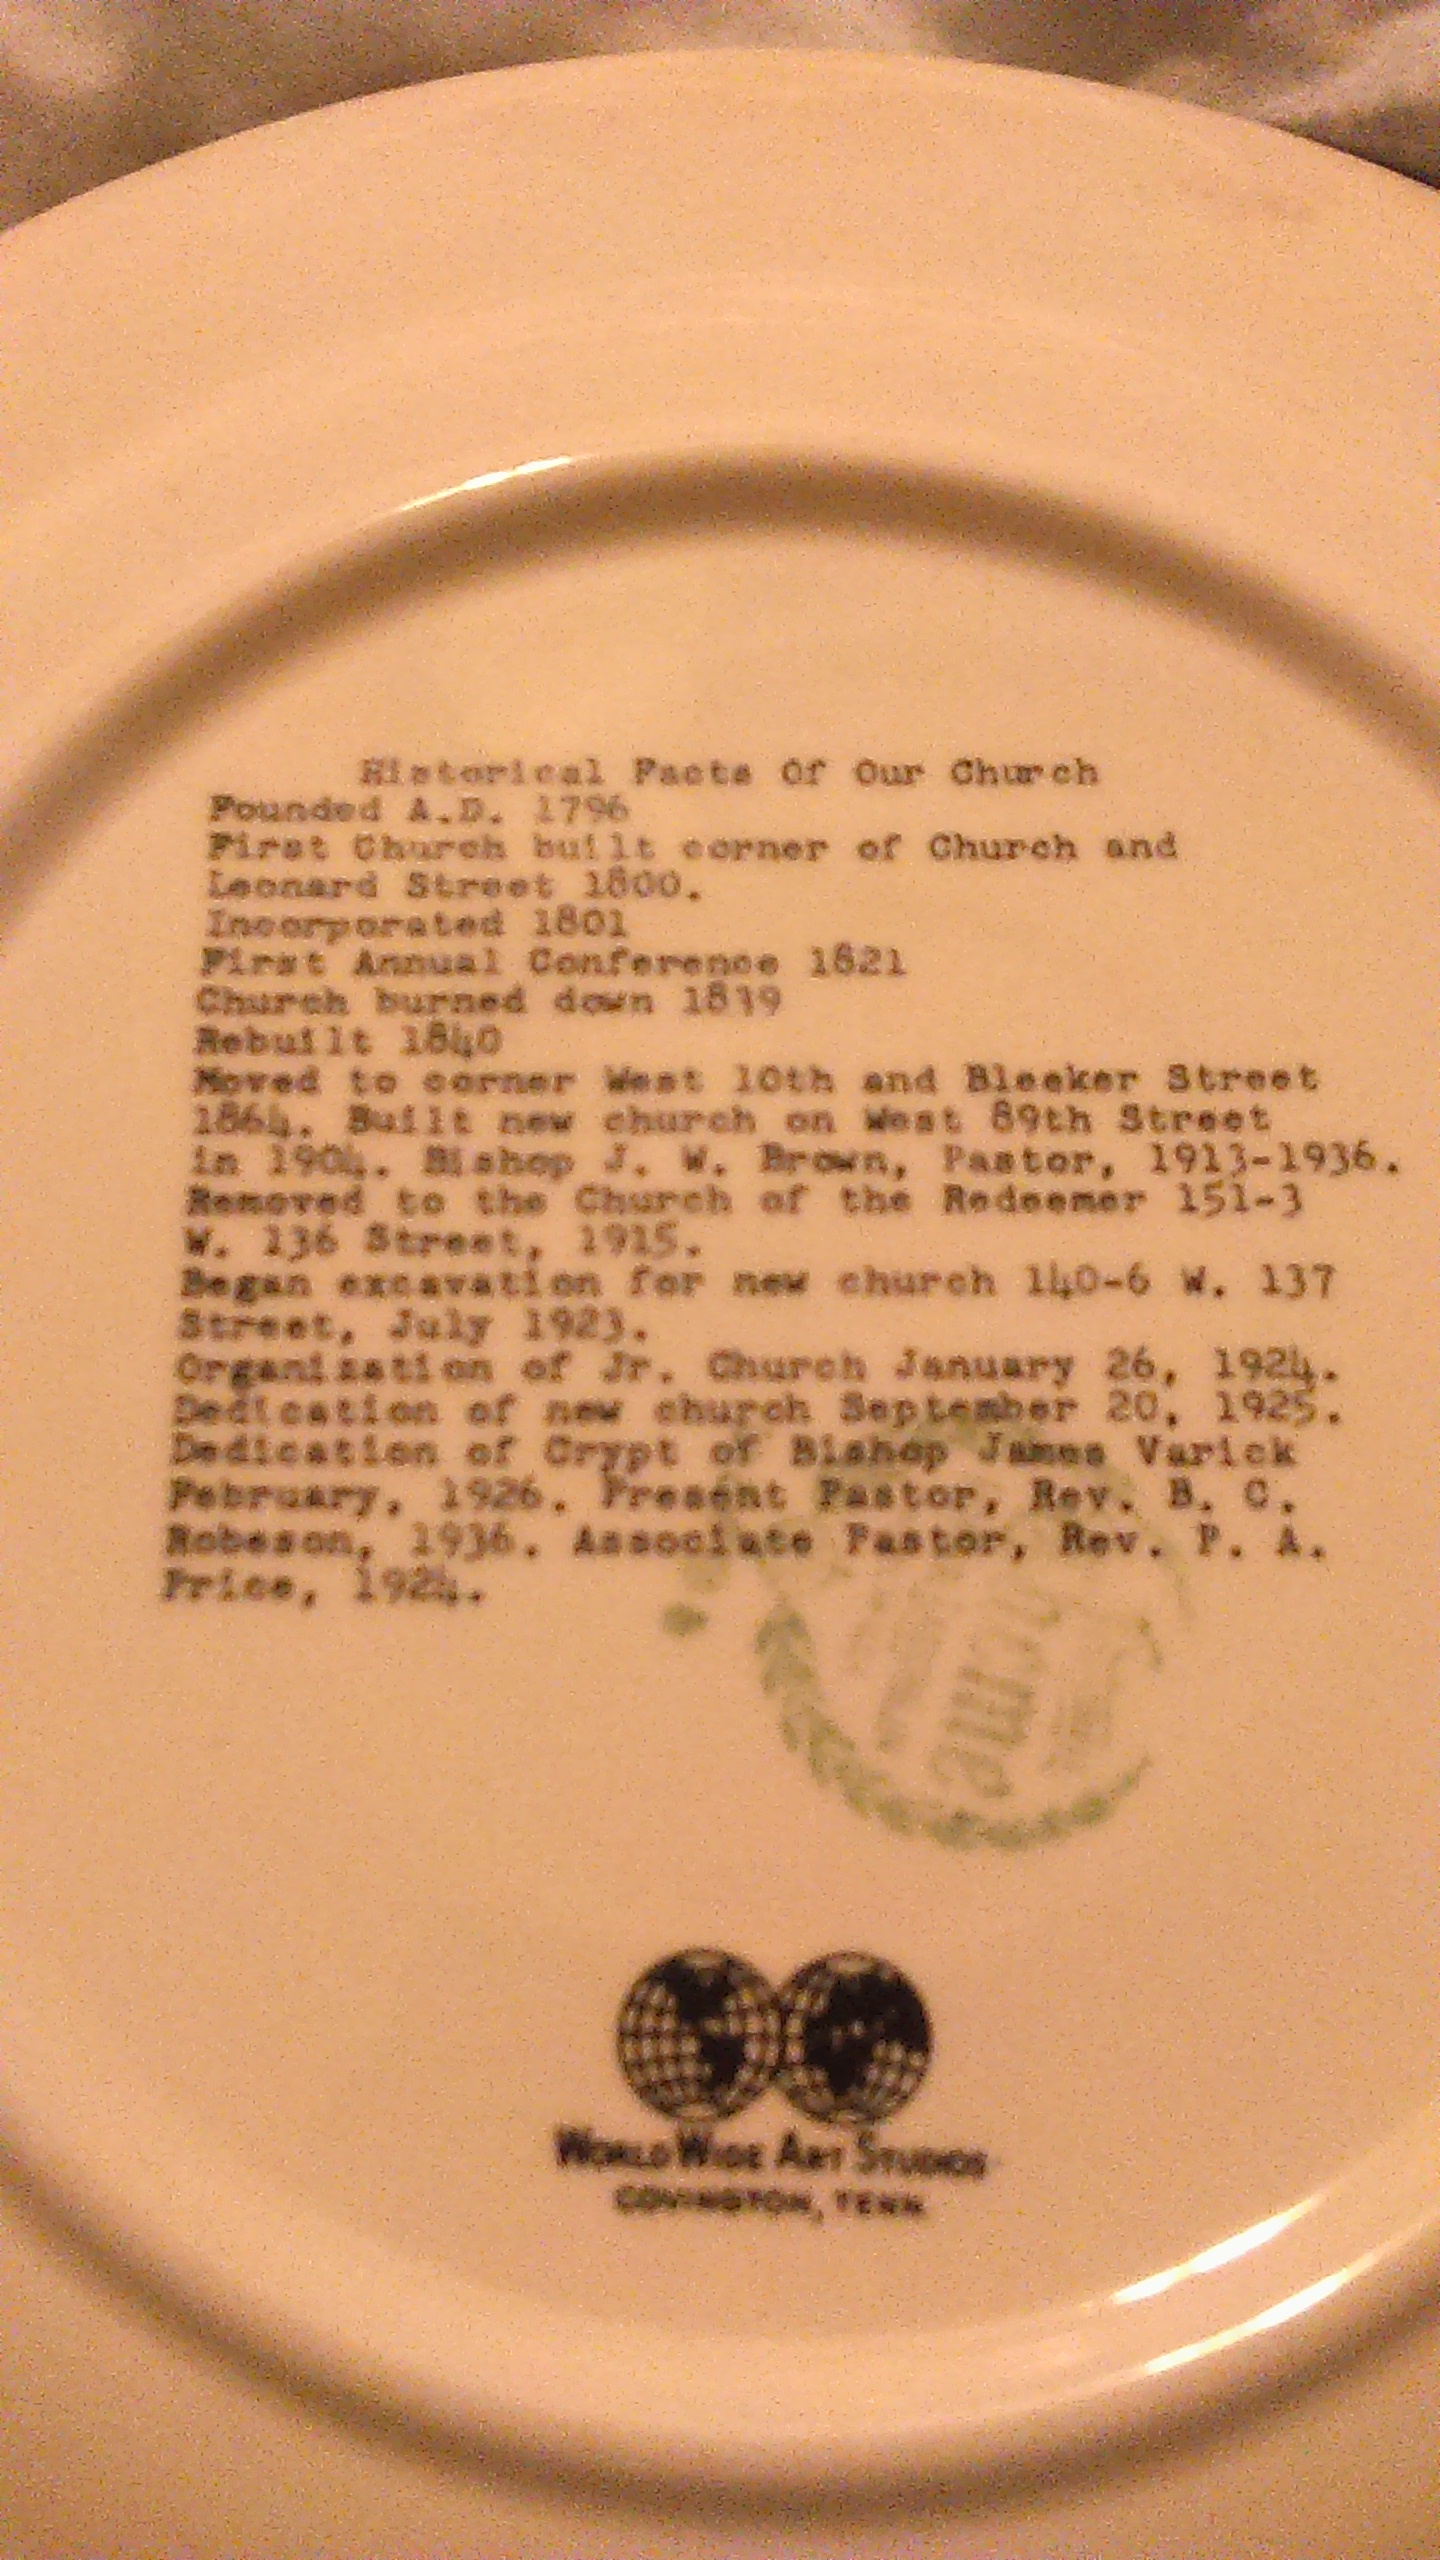 Historical Facts Of Our Church
Founded A.D. 1796
First Church built corner of Church and
Leonard Street 1800.
Incorporated 1801
First Annual Conference 1821
Church burned down 1839
Rebuilt 1840
Moved to corner West 10th and Bleeker Street
1864. Built new church on West 89th Street
in 1904. Bishop J. W. Brown, Pastor, 1913-1936.
Removed to the Church of the Redeemer 151-3
W. 136 Street, 1915.
Began excavation for new church 140-6 W. 137
Street, July 1923.
Organization of Jr. Church January 26, 1924.
Dedication of new church September 20, 1925.
Dedication of Crypt of Bishop James Varick
February, 1926. Present Pastor, Rev. B. C.
Robeson, 1936. Associate Pastor, Rev. P. A.
Price, 1924.
WORLD WIDE ART STUDIOS
COVINGTON, TENN.